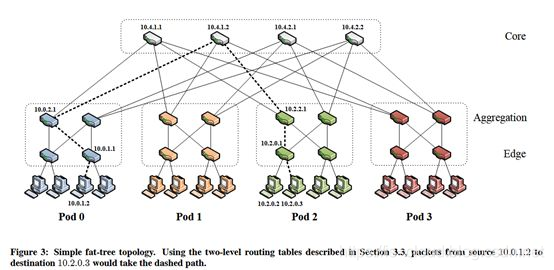 10.4.1.1
10.4.1.2
10.4.2.1
10.4.2.2
Core
10.0.2.1
10.2.2.1
Aggregation
10.0.1.1
10.2.0.1
Edge
10.0.1.2
10.2.0.2 10.2.0.3
Pod 0
Pod 1
Pod 2
Pod 3
Figure 3: Simple fat-tree topology. Using the two-level routing tables described in Section 3.3, packets from source 10.0.1.2 to
destination 10.2.0.3 would take the dashed path.